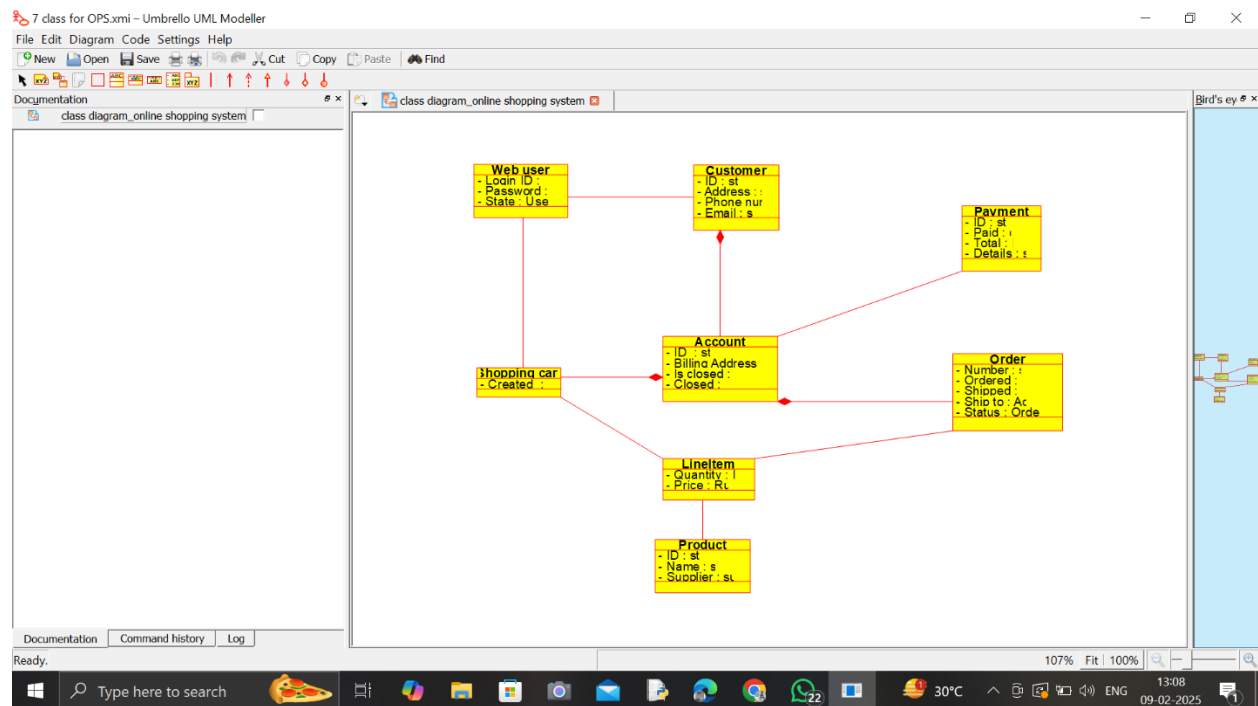 7 class for OPS.xmi – Umbrello UML Modeller
File Edit Diagram Code Settings Help
New Open Save Cut Copy Paste Find
Documentation
class diagram_online shopping system
Bird's ey
class diagram_online shopping system
Web user
- Login ID :
- Password :
- State : Use
Customer
- ID : st
- Address :
- Phone nur
- Email : s
Payment
- ID : st
- Paid :
- Total :
- Details : s
Account
- ID : st
- Billing Address
- Is closed :
- Closed :
Shopping car
- Created :
Order
- Number :
- Ordered :
- Shipped :
- Ship to : Ac
- Status : Orde
LineItem
- Quantity : I
- Price : Ru
Product
- ID : st
- Name : s
- Supplier : su
Documentation Command history Log
Ready.
107% Fit 100%
Type here to search
22
30°C
ENG
13:08
09-02-2025
1